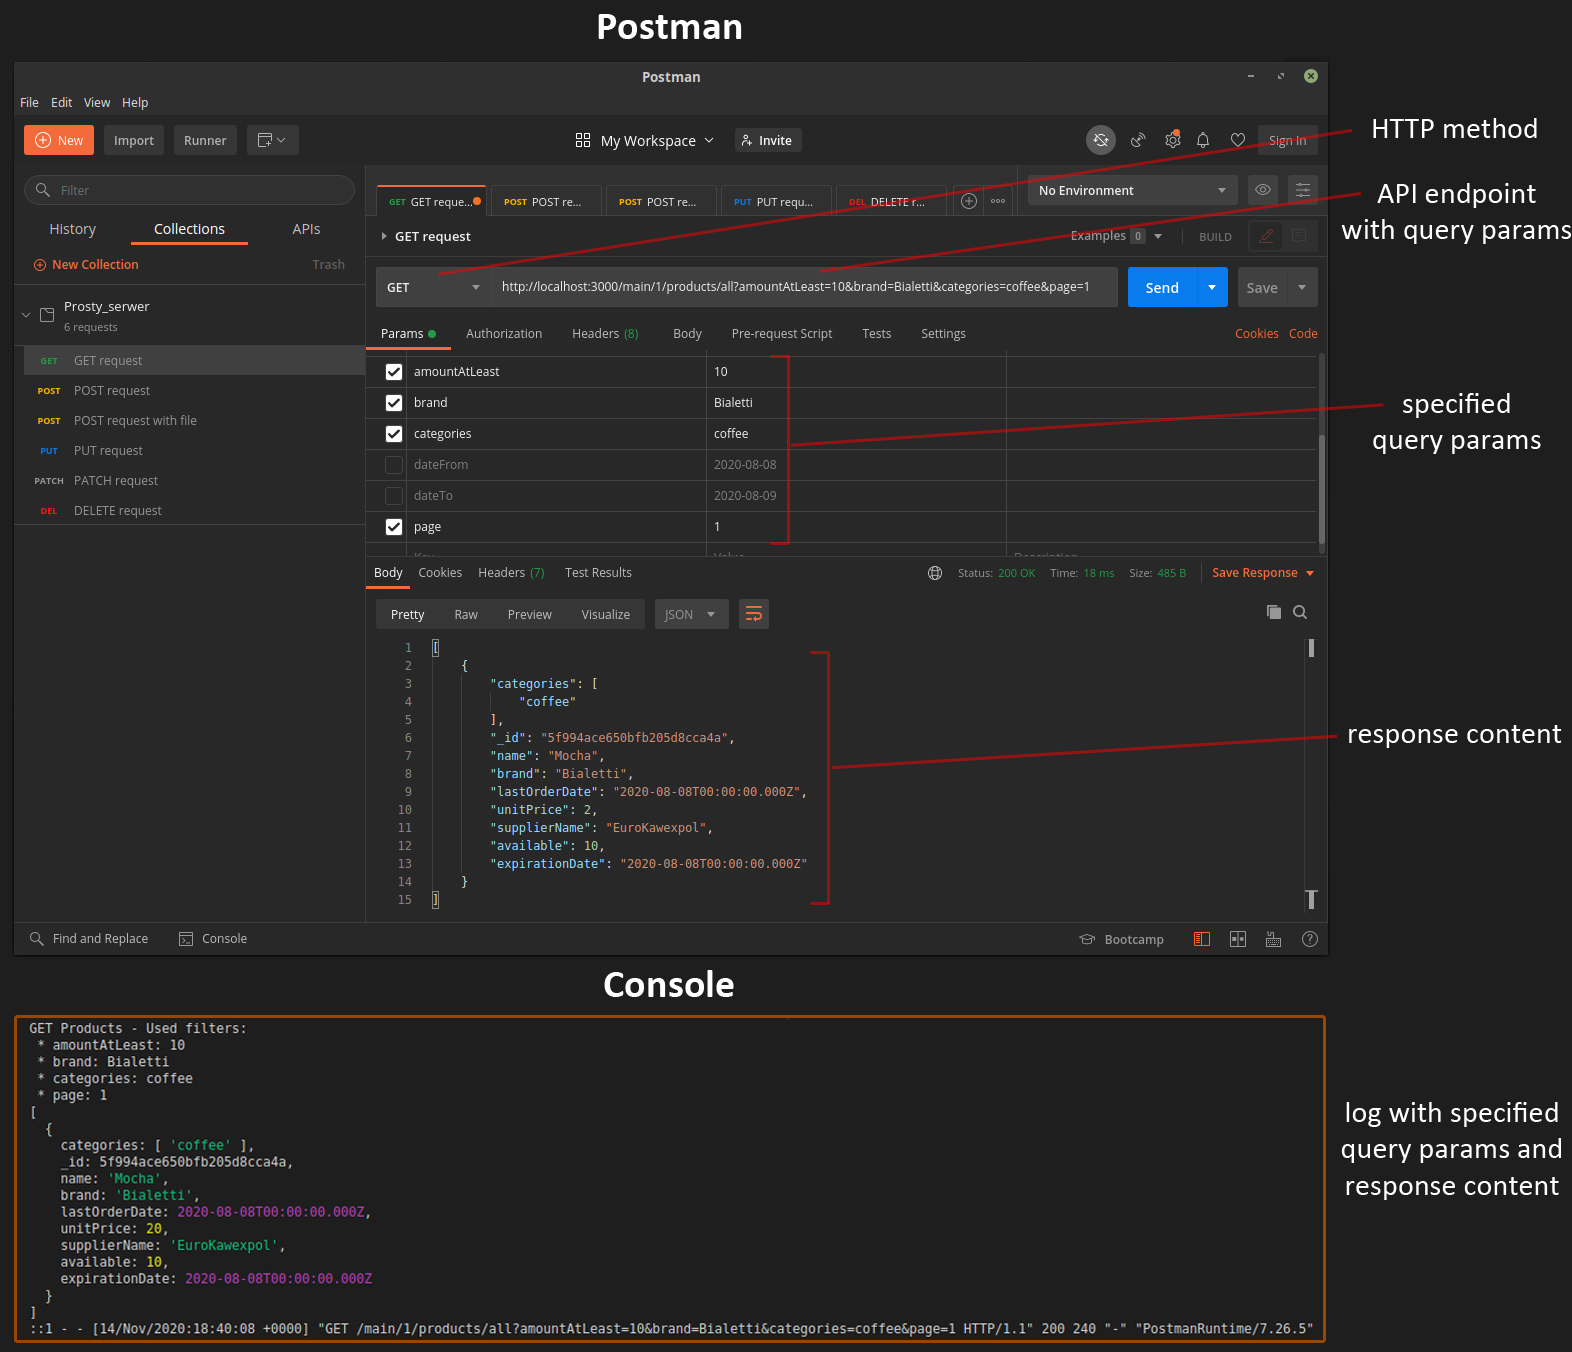 Postman
Postman
File Edit View Help
New Import Runner My Workspace Invite Sign In
HTTP method
Filter
No Environment
API endpoint
with query params
GET GET reque... POST POST re... POST POST re... PUT PUT requ... DEL DELETE r...
History Collections APIs
GET request Examples 0 BUILD
New Collection Trash
GET http://localhost:3000/main/1/products/all?amountAtLeast=10&brand=Bialetti&categories=coffee&page=1 Send Save
Prosty_serwer
6 requests
Params Authorization Headers (8) Body Pre-request Script Tests Settings Cookies Code
GET GET request
POST POST request
POST POST request with file
PUT PUT request
PATCH PATCH request
DEL DELETE request
amountAtLeast 10
brand Bialetti
categories coffee
dateFrom 2020-08-08
dateTo 2020-08-09
page 1
Key Value Description
specified
query params
Body Cookies Headers (7) Test Results Status: 200 OK Time: 18 ms Size: 485 B Save Response
Pretty Raw Preview Visualize JSON
1 [
2 {
3 "categories": [
4 "coffee"
5 ],
6 "_id": "5f994ace650bfb205d8cca4a",
7 "name": "Mocha",
8 "brand": "Bialetti",
9 "lastOrderDate": "2020-08-08T00:00:00.000Z",
10 "unitPrice": 2,
11 "supplierName": "EuroKawexpol",
12 "available": 10,
13 "expirationDate": "2020-08-08T00:00:00.000Z"
14 }
15 ]
response content
Find and Replace Console Bootcamp
Console
GET Products - Used filters:
* amountAtLeast: 10
* brand: Bialetti
* categories: coffee
* page: 1
[
{
categories: [ 'coffee' ],
_id: 5f994ace650bfb205d8cca4a,
name: 'Mocha',
brand: 'Bialetti',
lastOrderDate: 2020-08-08T00:00:00.000Z,
unitPrice: 20,
supplierName: 'EuroKawexpol',
available: 10,
expirationDate: 2020-08-08T00:00:00.000Z
}
]
::1 - - [14/Nov/2020:18:40:08 +0000] "GET /main/1/products/all?amountAtLeast=10&brand=Bialetti&categories=coffee&page=1 HTTP/1.1" 200 240 "-" "PostmanRuntime/7.26.5"
log with specified
query params and
response content